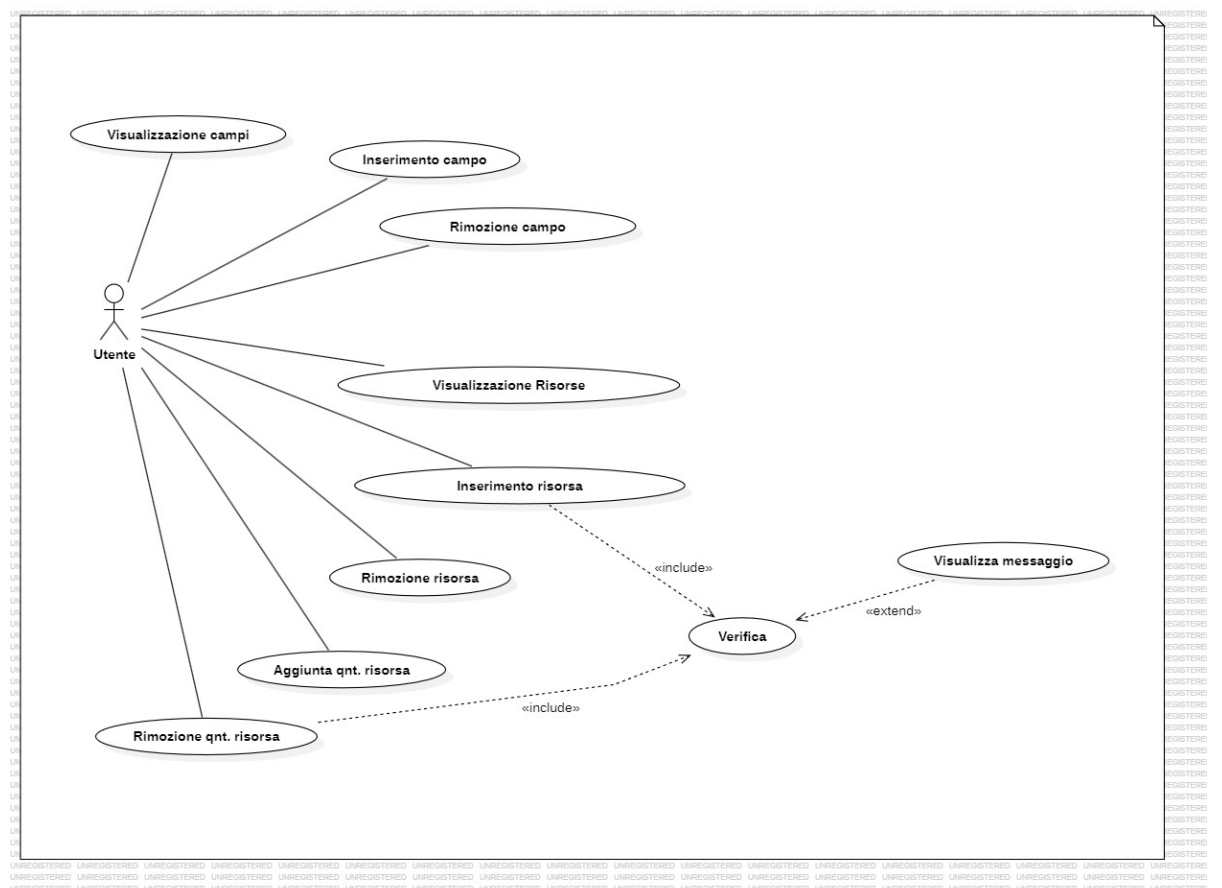 Visualizzazione campi
Inserimento campo
Rimozione campo
Utente
Visualizzazione Risorse
Inserimento risorsa
«include»
Visualizza messaggio
Rimozione risorsa
«extend»
Verifica
Aggiunta qnt. risorsa
«include»
Rimozione qnt. risorsa
UNREGISTERED